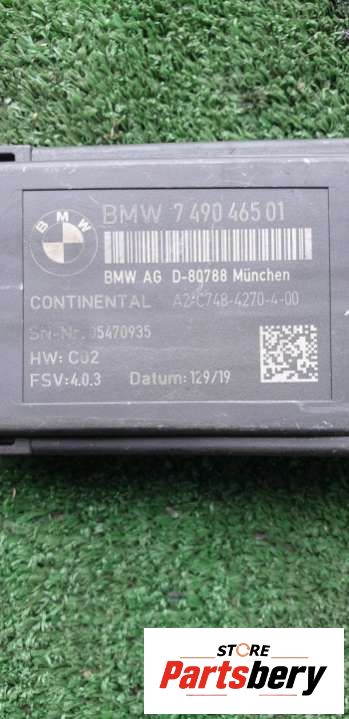 BMW
BMW 7 490 465 01
BMW AG D-80788 München
CONTINENTAL A2C748-4270-4-00
SN-Nr. 05470935
HW: C02
FSV:4.0.3 Datum: 129/19
STORE
Partsbery